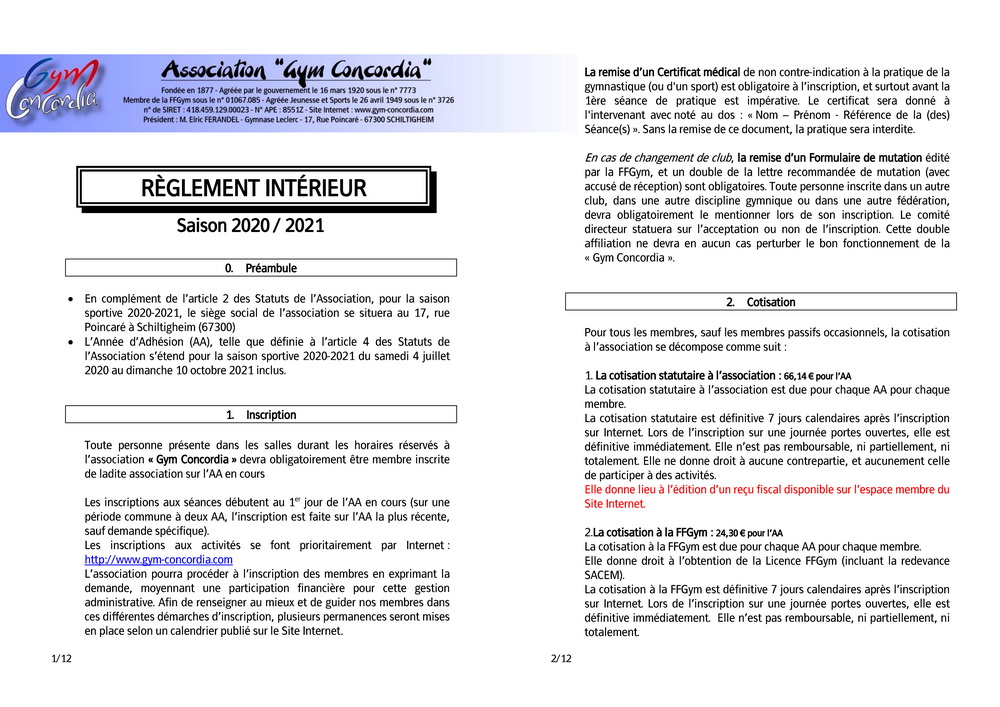 Gym Concordia
Association "Gym Concordia"
Fondée en 1877 - Agréée par le gouvernement le 16 mars 1920 sous le n° 7773
Membre de la FFGym sous le n° 01067.085 - Agréée Jeunesse et Sports le 26 avril 1949 sous le n° 3726
n° de SIRET : 418.459.129.00023 - N° APE : 8551Z - Site Internet : www.gym-concordia.com
Président : M. Elric FERANDEL - Gymnase Leclerc - 17, Rue Poincaré - 67300 SCHILTIGHEIM
RÈGLEMENT INTÉRIEUR
Saison 2020 / 2021
0. Préambule
• En complément de l'article 2 des Statuts de l'Association, pour la saison
sportive 2020-2021, le siège social de l'association se situera au 17, rue
Poincaré à Schiltigheim (67300)
• L'Année d'Adhésion (AA), telle que définie à l'article 4 des Statuts de
l'Association s'étend pour la saison sportive 2020-2021 du samedi 4 juillet
2020 au dimanche 10 octobre 2021 inclus.
1. Inscription
Toute personne présente dans les salles durant les horaires réservés à
l'association « Gym Concordia » devra obligatoirement être membre inscrite
de ladite association sur l'AA en cours
Les inscriptions aux séances débutent au 1er jour de l'AA en cours (sur une
période commune à deux AA, l'inscription est faite sur l'AA la plus récente,
sauf demande spécifique).
Les inscriptions aux activités se font prioritairement par Internet :
http://www.gym-concordia.com
L'association pourra procéder à l'inscription des membres en exprimant la
demande, moyennant une participation financière pour cette gestion
administrative. Afin de renseigner au mieux et de guider nos membres dans
ces différentes démarches d'inscription, plusieurs permanences seront mises
en place selon un calendrier publié sur le Site Internet.
1/12
La remise d'un Certificat médical de non contre-indication à la pratique de la
gymnastique (ou d'un sport) est obligatoire à l'inscription, et surtout avant la
1ère séance de pratique est impérative. Le certificat sera donné à
l'intervenant avec noté au dos : « Nom – Prénom - Référence de la (des)
Séance(s) ». Sans la remise de ce document, la pratique sera interdite.
En cas de changement de club, la remise d'un Formulaire de mutation édité
par la FFGym, et un double de la lettre recommandée de mutation (avec
accusé de réception) sont obligatoires. Toute personne inscrite dans un autre
club, dans une autre discipline gymnique ou dans une autre fédération,
devra obligatoirement le mentionner lors de son inscription. Le comité
directeur statuera sur l'acceptation ou non de l'inscription. Cette double
affiliation ne devra en aucun cas perturber le bon fonctionnement de la
« Gym Concordia ».
2. Cotisation
Pour tous les membres, sauf les membres passifs occasionnels, la cotisation
à l'association se décompose comme suit :
1. La cotisation statutaire à l'association : 66,14 € pour l'AA
La cotisation statutaire à l'association est due pour chaque AA pour chaque
membre.
La cotisation statutaire est définitive 7 jours calendaires après l'inscription
sur Internet. Lors de l'inscription sur une journée portes ouvertes, elle est
définitive immédiatement. Elle n'est pas remboursable, ni partiellement, ni
totalement. Elle ne donne droit à aucune contrepartie, et aucunement celle
de participer à des activités.
Elle donne lieu à l'édition d'un reçu fiscal disponible sur l'espace membre du
Site Internet.
2.La cotisation à la FFGym : 24,30 € pour l'AA
La cotisation à la FFGym est due pour chaque AA pour chaque membre.
Elle donne droit à l'obtention de la Licence FFGym (incluant la redevance
SACEM).
La cotisation à la FFGym est définitive 7 jours calendaires après l'inscription
sur Internet. Lors de l'inscription sur une journée portes ouvertes, elle est
définitive immédiatement. Elle n'est pas remboursable, ni partiellement, ni
totalement.
2/12